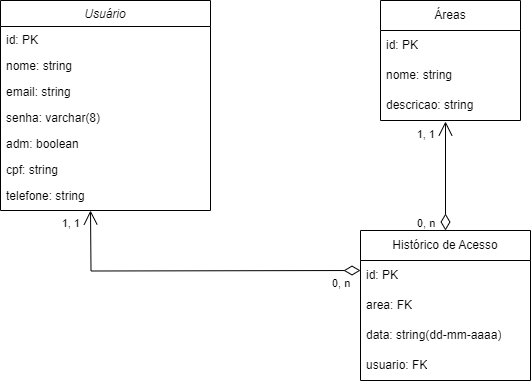 Usuário
id: PK
nome: string
email: string
senha: varchar(8)
adm: boolean
cpf: string
telefone: string
1, 1
Áreas
id: PK
nome: string
descricao: string
1, 1
0, n
Histórico de Acesso
0, n
id: PK
area: FK
data: string(dd-mm-aaaa)
usuario: FK